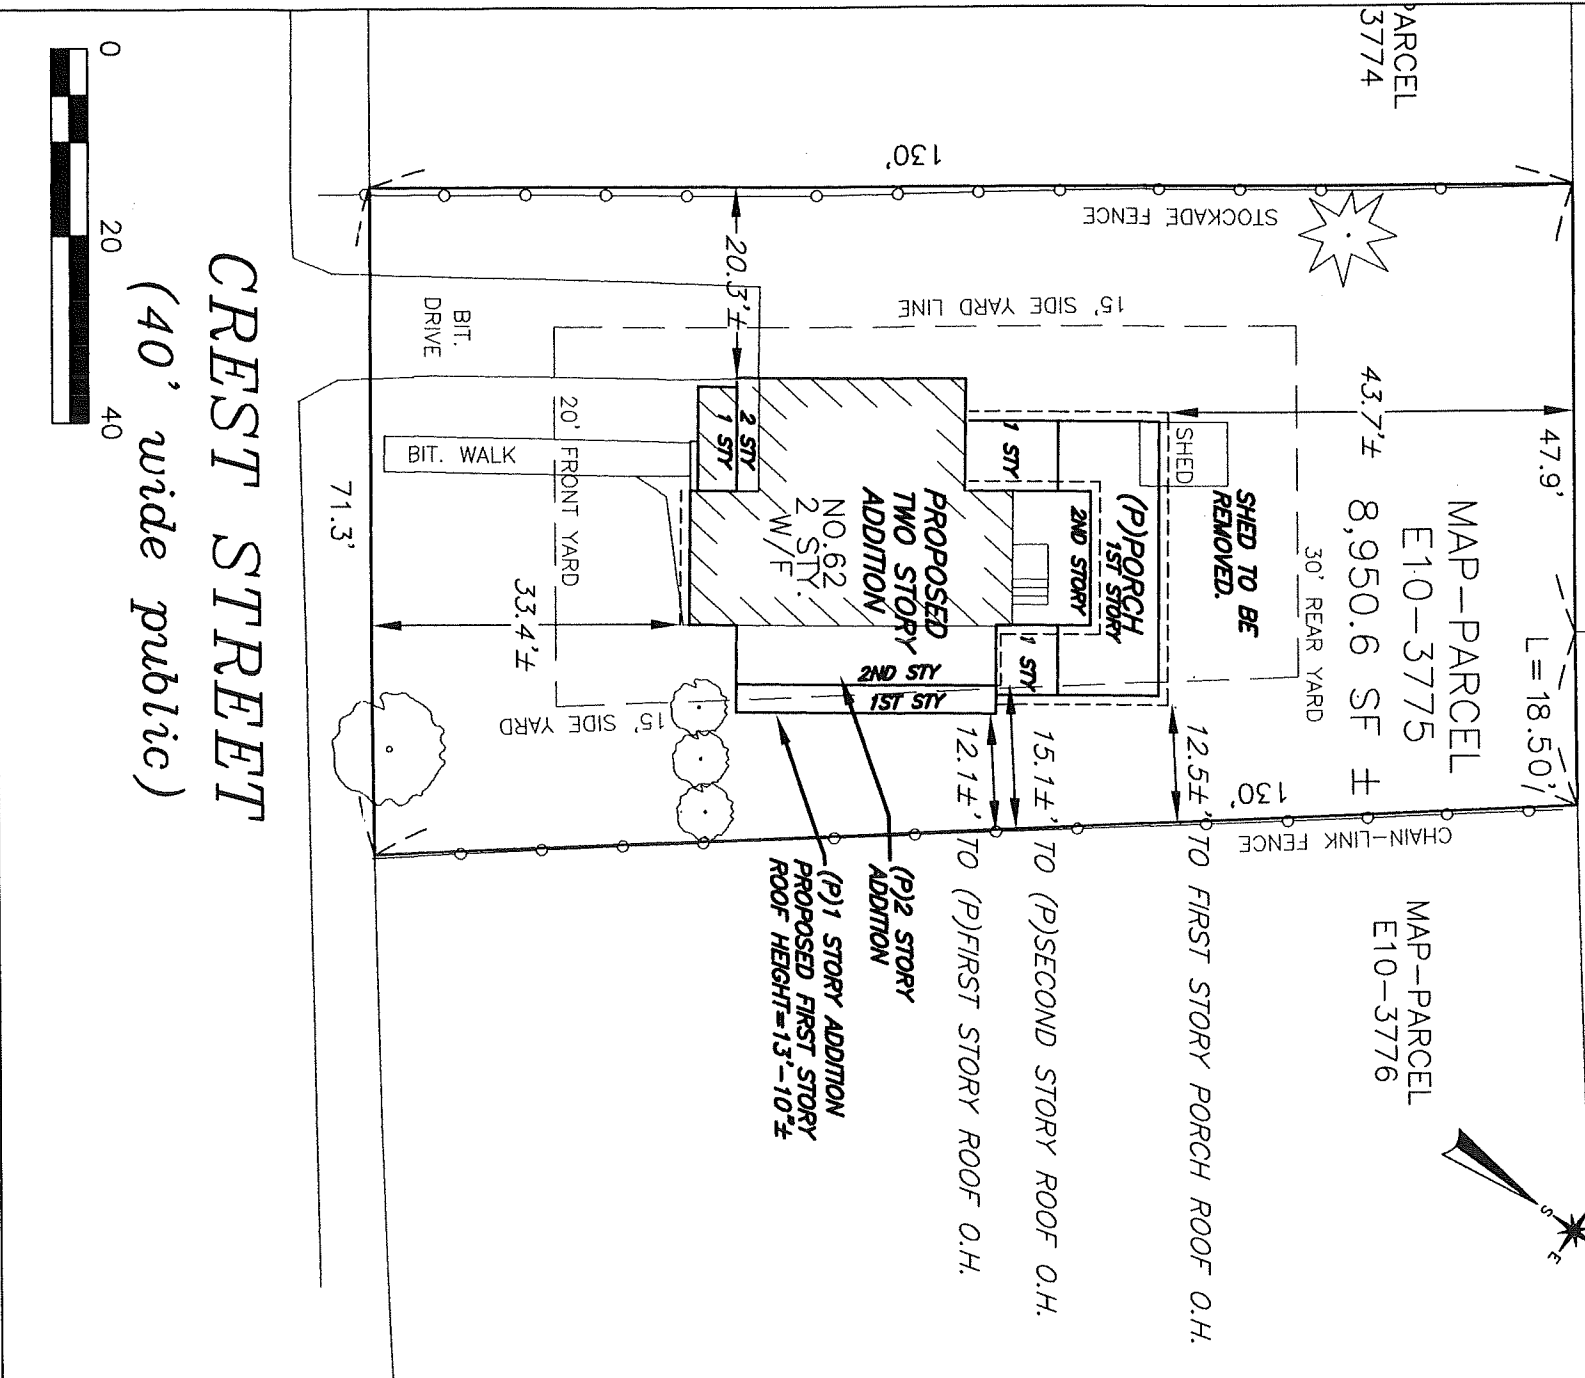 PARCEL
3774
130'
STOCKADE FENCE
47.9'
L=18.50'
MAP-PARCEL
E10-3775
8,950.6 SF ±
43.7'±
30' REAR YARD
SHED TO BE
REMOVED.
SHED
15' SIDE YARD LINE
(P)PORCH
1ST STORY
2ND STORY
1 STY
1 STY
20.3'±
PROPOSED
TWO STORY
ADDITION
NO.62
2 STY.
W/F
2 STY
1 STY
2ND STY
1ST STY
20' FRONT YARD
33.4'±
15' SIDE YARD
BIT.
DRIVE
BIT. WALK
71.3'
130'
CHAIN-LINK FENCE
12.5±' TO FIRST STORY PORCH ROOF O.H.
15.1±' TO (P)SECOND STORY ROOF O.H.
12.1±' TO (P)FIRST STORY ROOF O.H.
(P)2 STORY
ADDITION
(P)1 STORY ADDITION
PROPOSED FIRST STORY
ROOF HEIGHT=13'-10"±
MAP-PARCEL
E10-3776
S
E
CREST STREET
(40' wide public)
0 20 40